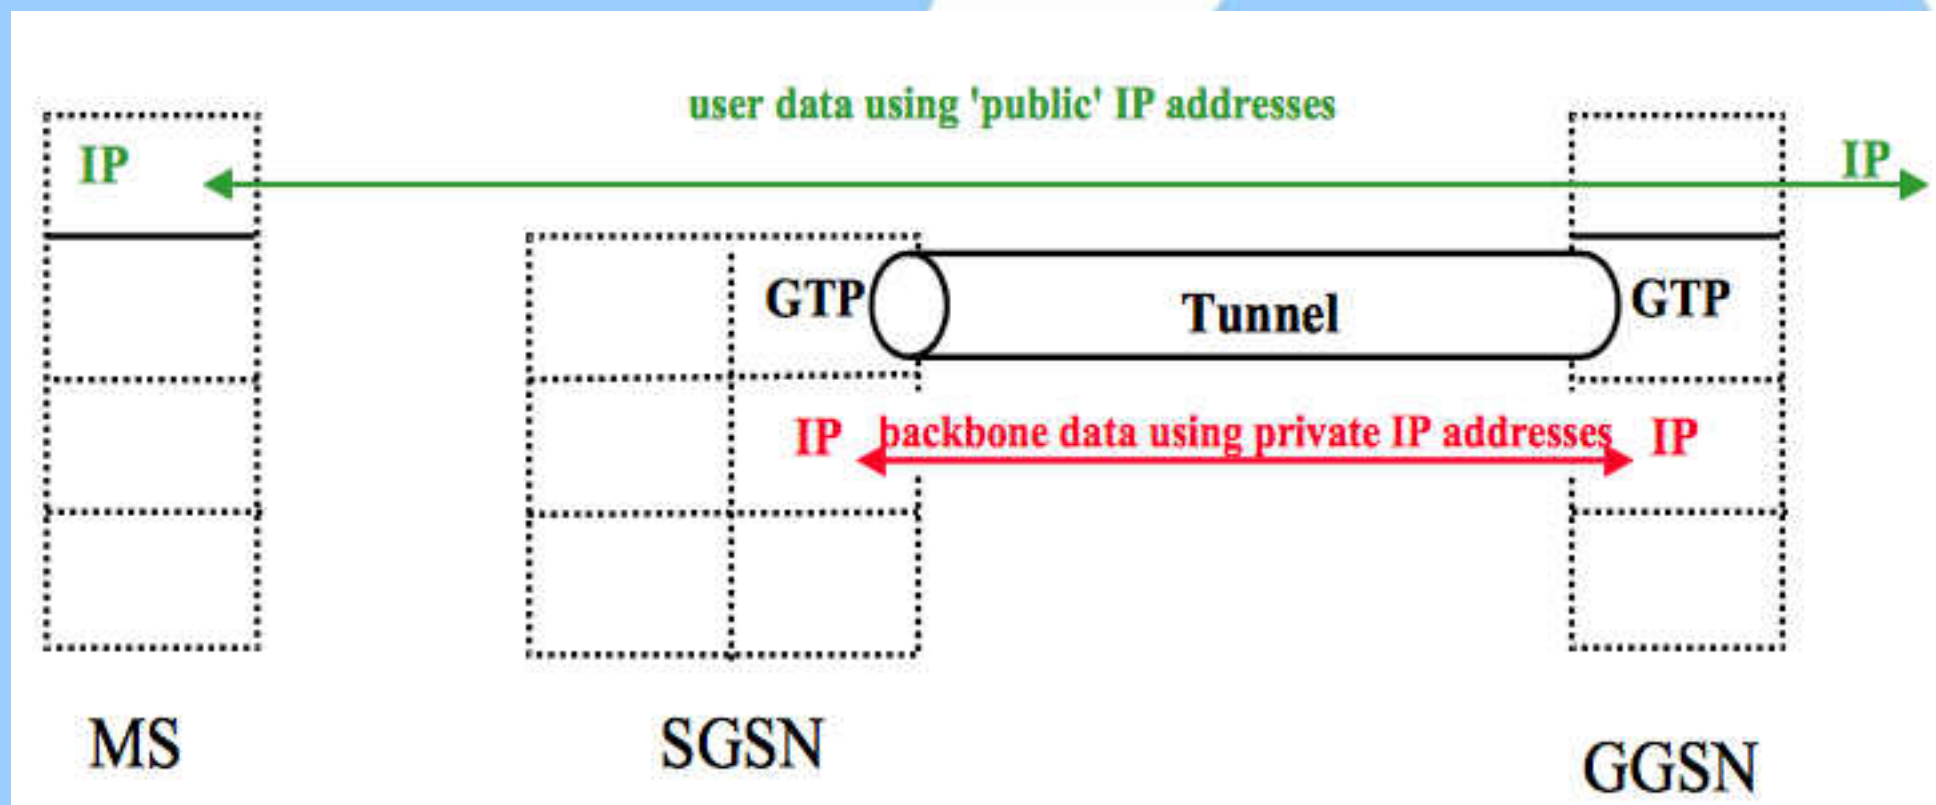 user data using 'public' IP addresses
IP
IP
GTP
Tunnel
GTP
IP
backbone data using private IP addresses
IP
MS
SGSN
GGSN